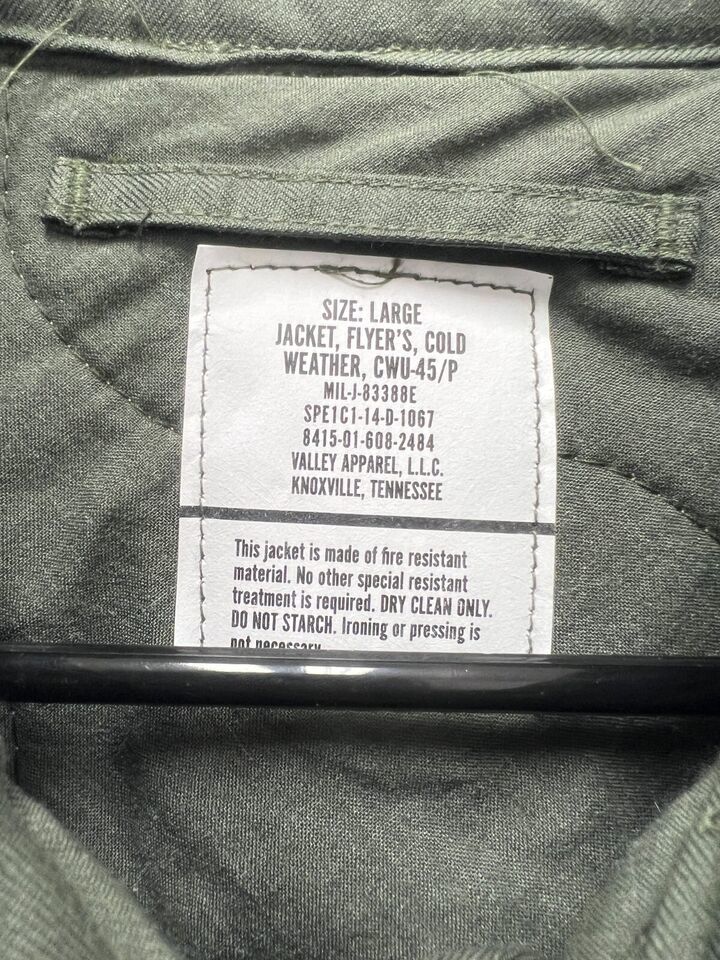 SIZE: LARGE
JACKET, FLYER'S, COLD
WEATHER, CWU-45/P
MIL-J-83388E
SPE1C1-14-D-1067
8415-01-608-2484
VALLEY APPAREL, L.L.C.
KNOXVILLE, TENNESSEE
This jacket is made of fire resistant
material. No other special resistant
treatment is required. DRY CLEAN ONLY.
DO NOT STARCH. Ironing or pressing is
not necessary